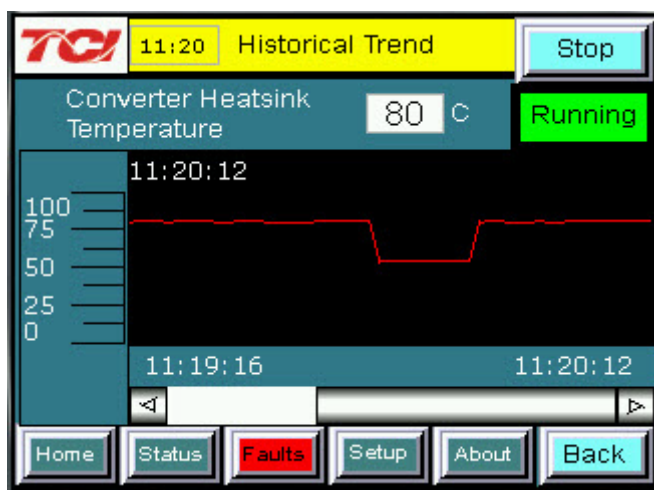 TCI
11:20
Historical Trend
Stop
Converter Heatsink
Temperature
80 C
Running
11:20:12
100
75
50
25
0
11:19:16
11:20:12
Home
Status
Faults
Setup
About
Back